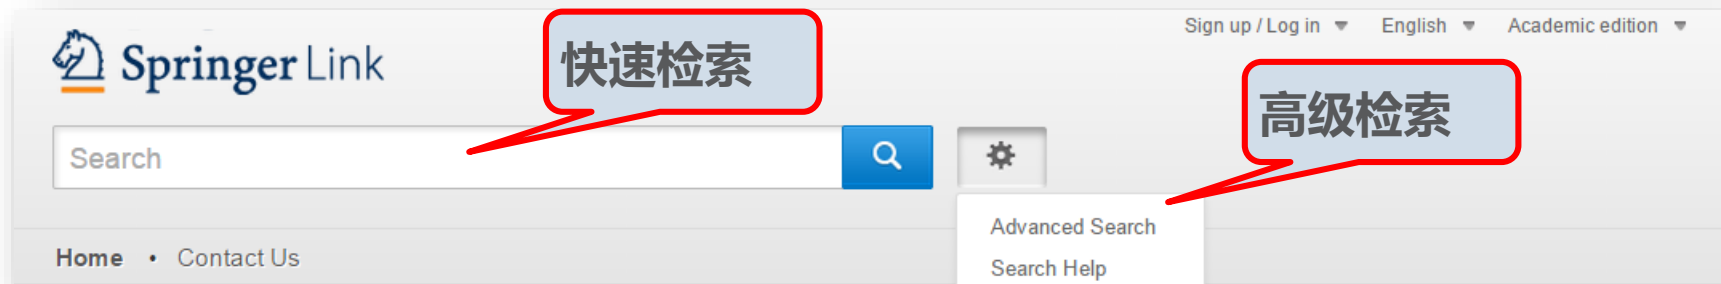 Sign up / Log in English Academic edition
Springer Link
快速检索
高级检索
Search
Advanced Search
Search Help
Home • Contact Us